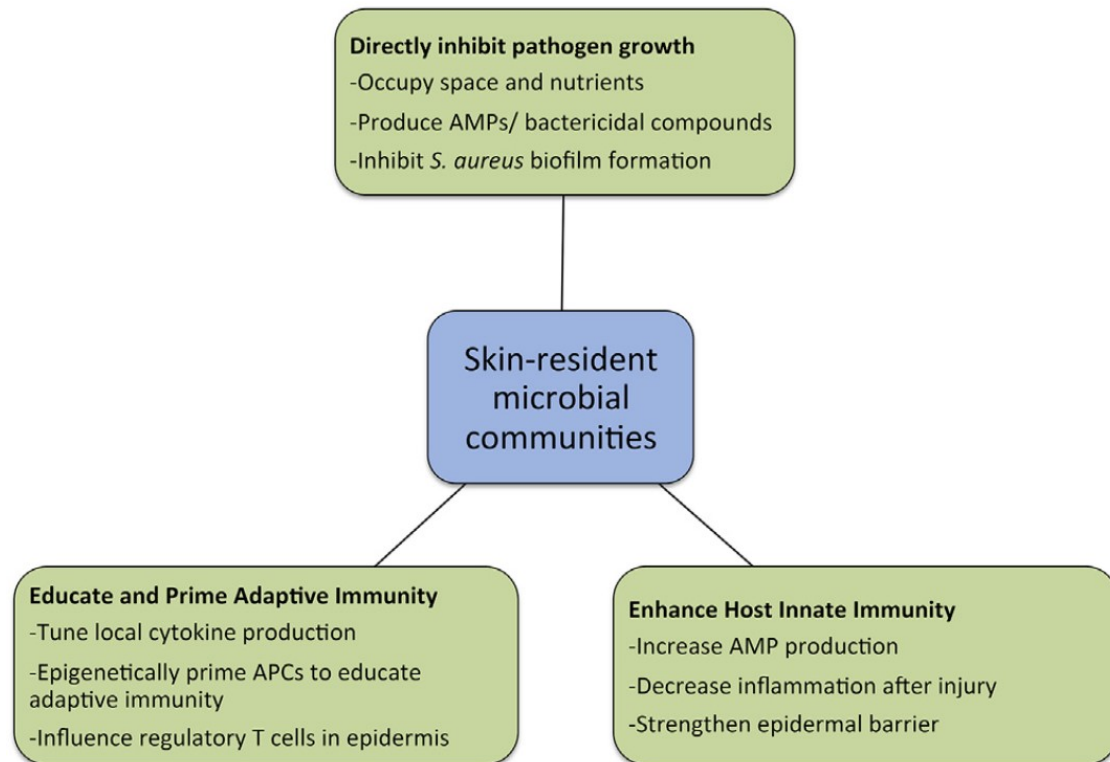 Directly inhibit pathogen growth
-Occupy space and nutrients
-Produce AMPs/ bactericidal compounds
-Inhibit S. aureus biofilm formation
Skin-resident
microbial
communities
Educate and Prime Adaptive Immunity
-Tune local cytokine production
-Epigenetically prime APCs to educate
adaptive immunity
-Influence regulatory T cells in epidermis
Enhance Host Innate Immunity
-Increase AMP production
-Decrease inflammation after injury
-Strengthen epidermal barrier